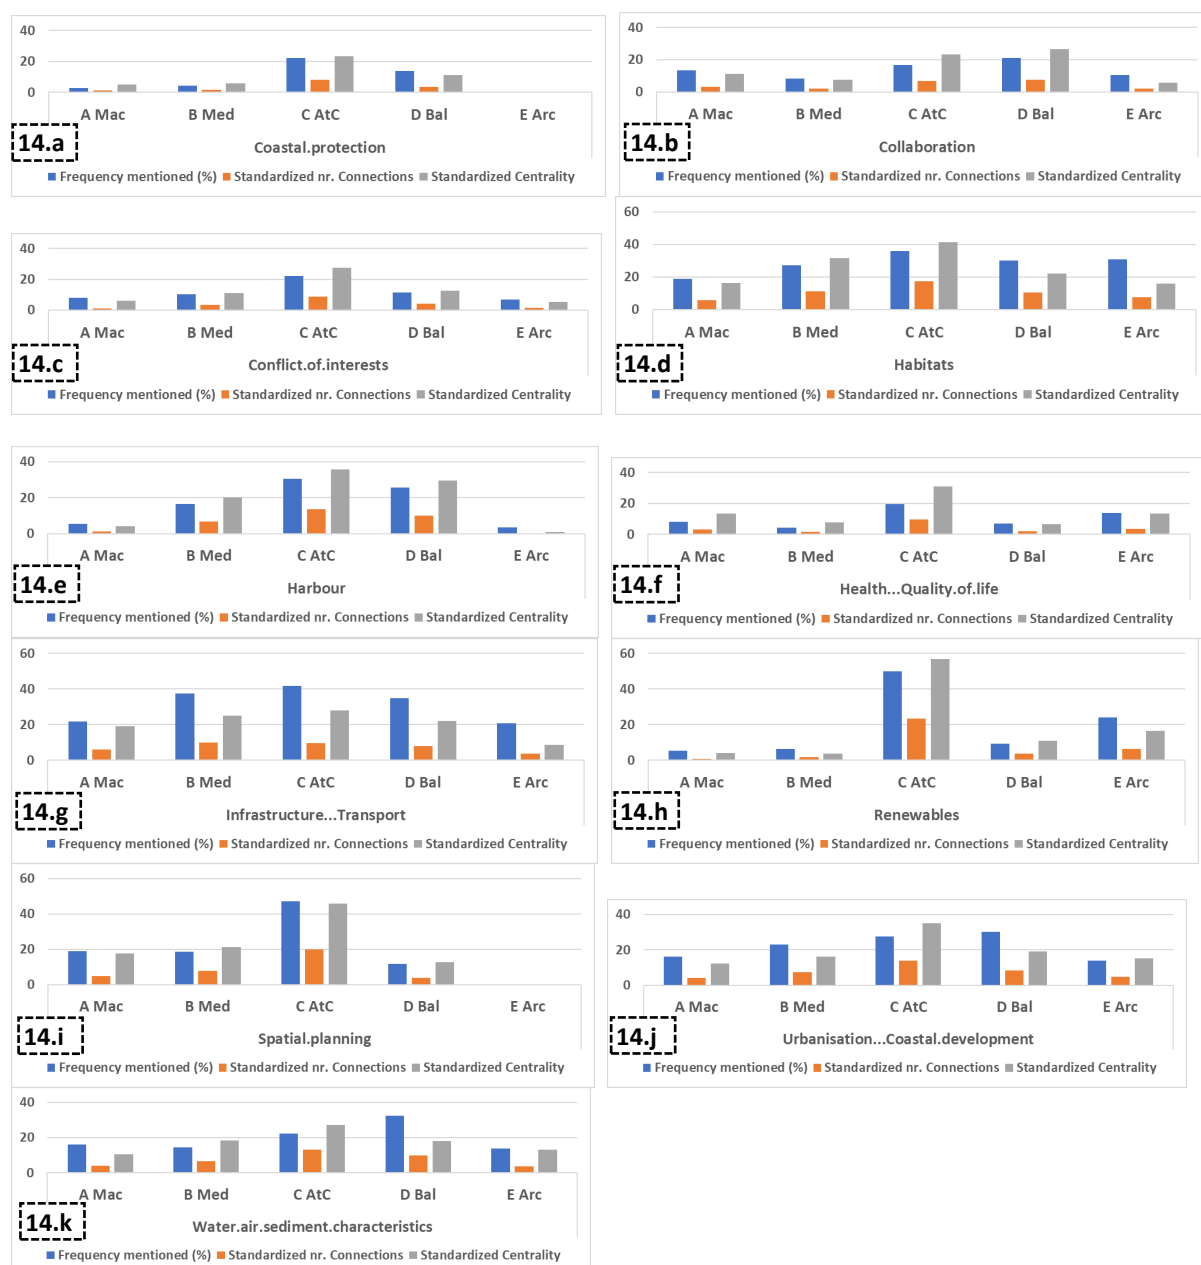 40
20
0
A Mac B Med C AtC D Bal E Arc
14.a
Coastal.protection
Frequency mentioned (%) Standardized nr. Connections Standardized Centrality
40
20
0
A Mac B Med C AtC D Bal E Arc
14.b
Collaboration
Frequency mentioned (%) Standardized nr. Connections Standardized Centrality
40
20
0
A Mac B Med C AtC D Bal E Arc
14.c
Conflict.of.interests
Frequency mentioned (%) Standardized nr. Connections Standardized Centrality
60
40
20
0
A Mac B Med C AtC D Bal E Arc
14.d
Habitats
Frequency mentioned (%) Standardized nr. Connections Standardized Centrality
40
20
0
A Mac B Med C AtC D Bal E Arc
14.e
Harbour
Frequency mentioned (%) Standardized nr. Connections Standardized Centrality
40
20
0
A Mac B Med C AtC D Bal E Arc
14.f
Health...Quality.of.life
Frequency mentioned (%) Standardized nr. Connections Standardized Centrality
60
40
20
0
A Mac B Med C AtC D Bal E Arc
14.g
Infrastructure...Transport
Frequency mentioned (%) Standardized nr. Connections Standardized Centrality
60
40
20
0
A Mac B Med C AtC D Bal E Arc
14.h
Renewables
Frequency mentioned (%) Standardized nr. Connections Standardized Centrality
60
40
20
0
A Mac B Med C AtC D Bal E Arc
14.i
Spatial.planning
Frequency mentioned (%) Standardized nr. Connections Standardized Centrality
40
20
0
A Mac B Med C AtC D Bal E Arc
14.j
Urbanisation...Coastal.development
Frequency mentioned (%) Standardized nr. Connections Standardized Centrality
40
20
0
A Mac B Med C AtC D Bal E Arc
14.k
Water.air.sediment.characteristics
Frequency mentioned (%) Standardized nr. Connections Standardized Centrality